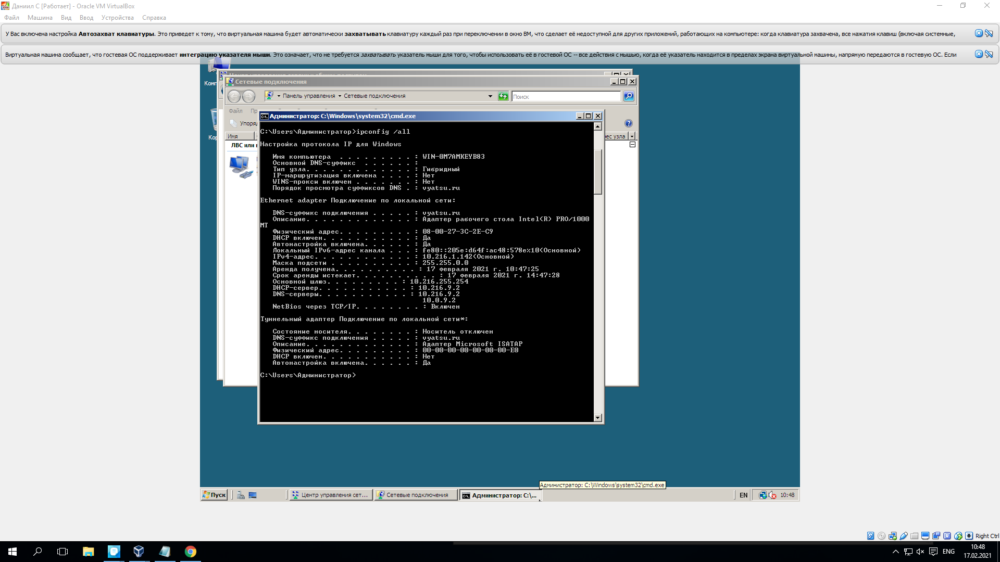 Даниил С [Работает] - Oracle VM VirtualBox
Файл Машина Вид Ввод Устройства Справка
У Вас включена настройка Автозахват клавиатуры. Это приведет к тому, что виртуальная машина будет автоматически захватывать клавиатуру каждый раз при переключении в окно ВМ, что сделает её недоступной для других приложений, работающих на компьютере: когда клавиатура захвачена, все нажатия клавиш (включая системные,
Виртуальная машина сообщает, что гостевая ОС поддерживает интеграцию указателя мыши. Это означает, что не требуется захватывать указатель мыши для того, чтобы использовать её в гостевой ОС -- все действия с мышью, когда её указатель находится в пределах экрана виртуальной машины, напрямую передаются в гостевую ОС. Если
Сетевые подключения
Панель управления Сетевые подключения
Поиск
Файл
Имя
Администратор: C:\Windows\system32\cmd.exe
C:\Users\Администратор>ipconfig /all
Настройка протокола IP для Windows
Имя компьютера . . . . . . . . . : WIN-0M7AMKEYB83
Основной DNS-суффикс . . . . . . :
Тип узла. . . . . . . . . . . . . : Гибридный
IP-маршрутизация включена . . . . : Нет
WINS-прокси включен . . . . . . . : Нет
Порядок просмотра суффиксов DNS . : vyatsu.ru
Ethernet adapter Подключение по локальной сети:
DNS-суффикс подключения . . . . . : vyatsu.ru
Описание. . . . . . . . . . . . . : Адаптер рабочего стола Intel(R) PRO/1000
MT
Физический адрес. . . . . . . . . : 08-00-27-3C-2E-C9
DHCP включен. . . . . . . . . . . : Да
Автонастройка включена. . . . . . : Да
Локальный IPv6-адрес канала . . . : fe80::205e:d64f:ac48:578e%10(Основной)
IPv4-адрес. . . . . . . . . . . . : 10.216.1.142(Основной)
Маска подсети . . . . . . . . . . : 255.255.0.0
Аренда получена. . . . . . . . . . : 17 февраля 2021 г. 10:47:25
Срок аренды истекает. . . . . . . . . . : 17 февраля 2021 г. 14:47:28
Основной шлюз. . . . . . . . . : 10.216.255.254
DHCP-сервер. . . . . . . . . . . : 10.216.9.2
DNS-серверы. . . . . . . . . . . : 10.216.9.2
10.0.9.2
NetBios через TCP/IP. . . . . . . . : Включен
Туннельный адаптер Подключение по локальной сети*:
Состояние носителя. . . . . . . . : Носитель отключен
DNS-суффикс подключения . . . . . : vyatsu.ru
Описание. . . . . . . . . . . . . : Адаптер Microsoft ISATAP
Физический адрес. . . . . . . . . : 00-00-00-00-00-00-00-E0
DHCP включен. . . . . . . . . . . : Нет
Автонастройка включена. . . . . . : Да
C:\Users\Администратор>
Администратор: C:\Windows\system32\cmd.exe
Пуск Центр управления сет... Сетевые подключения Администратор: C:\... EN 10:48
Right Ctrl
ENG 10:48
17.02.2021